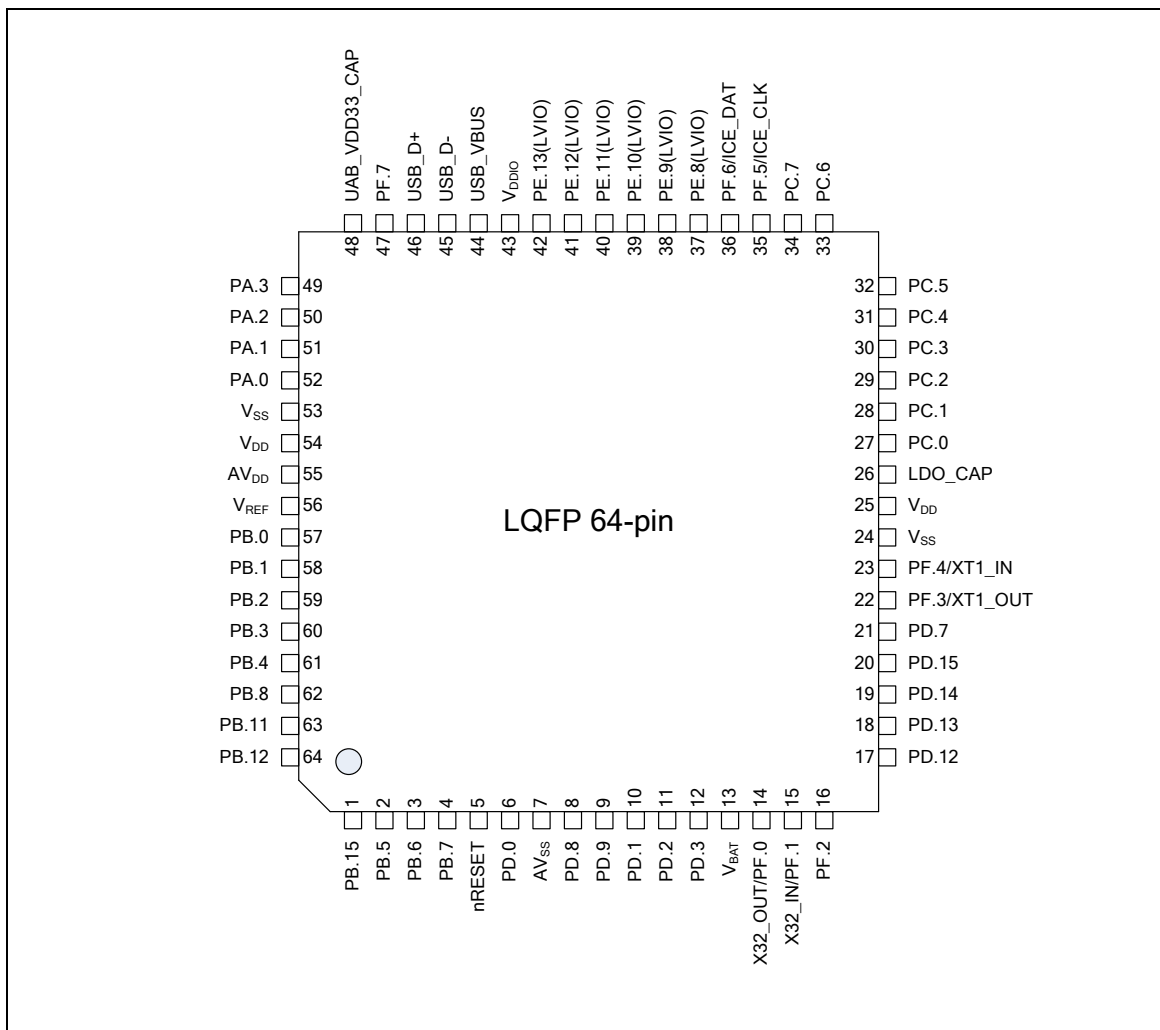 UAB_VDD33_CAP
PF.7
USB_D+
USB_D-
USB_VBUS
VDDIO
PE.13(LVIO)
PE.12(LVIO)
PE.11(LVIO)
PE.10(LVIO)
PE.9(LVIO)
PE.8(LVIO)
PF.6/ICE_DAT
PF.5/ICE_CLK
PC.7
PC.6
48 47 46 45 44 43 42 41 40 39 38 37 36 35 34 33
PA.3 49
PA.2 50
PA.1 51
PA.0 52
VSS 53
VDD 54
AVDD 55
VREF 56
PB.0 57
PB.1 58
PB.2 59
PB.3 60
PB.4 61
PB.8 62
PB.11 63
PB.12 64
LQFP 64-pin
32 PC.5
31 PC.4
30 PC.3
29 PC.2
28 PC.1
27 PC.0
26 LDO_CAP
25 VDD
24 VSS
23 PF.4/XT1_IN
22 PF.3/XT1_OUT
21 PD.7
20 PD.15
19 PD.14
18 PD.13
17 PD.12
1 2 3 4 5 6 7 8 9 10 11 12 13 14 15 16
PB.15
PB.5
PB.6
PB.7
nRESET
PD.0
AVSS
PD.8
PD.9
PD.1
PD.2
PD.3
VBAT
X32_OUT/PF.0
X32_IN/PF.1
PF.2